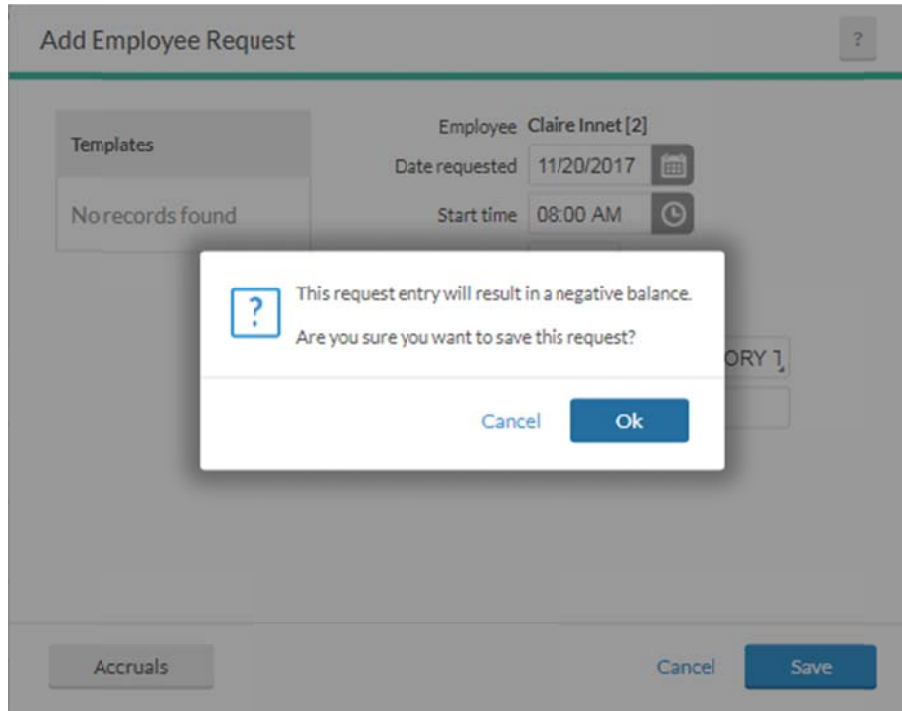 Add Employee Request
?
Templates
No records found
Employee Claire Innet [2]
Date requested 11/20/2017
Start time 08:00 AM
?
This request entry will result in a negative balance.
Are you sure you want to save this request?
ORY
Cancel Ok
Accruals
Cancel Save